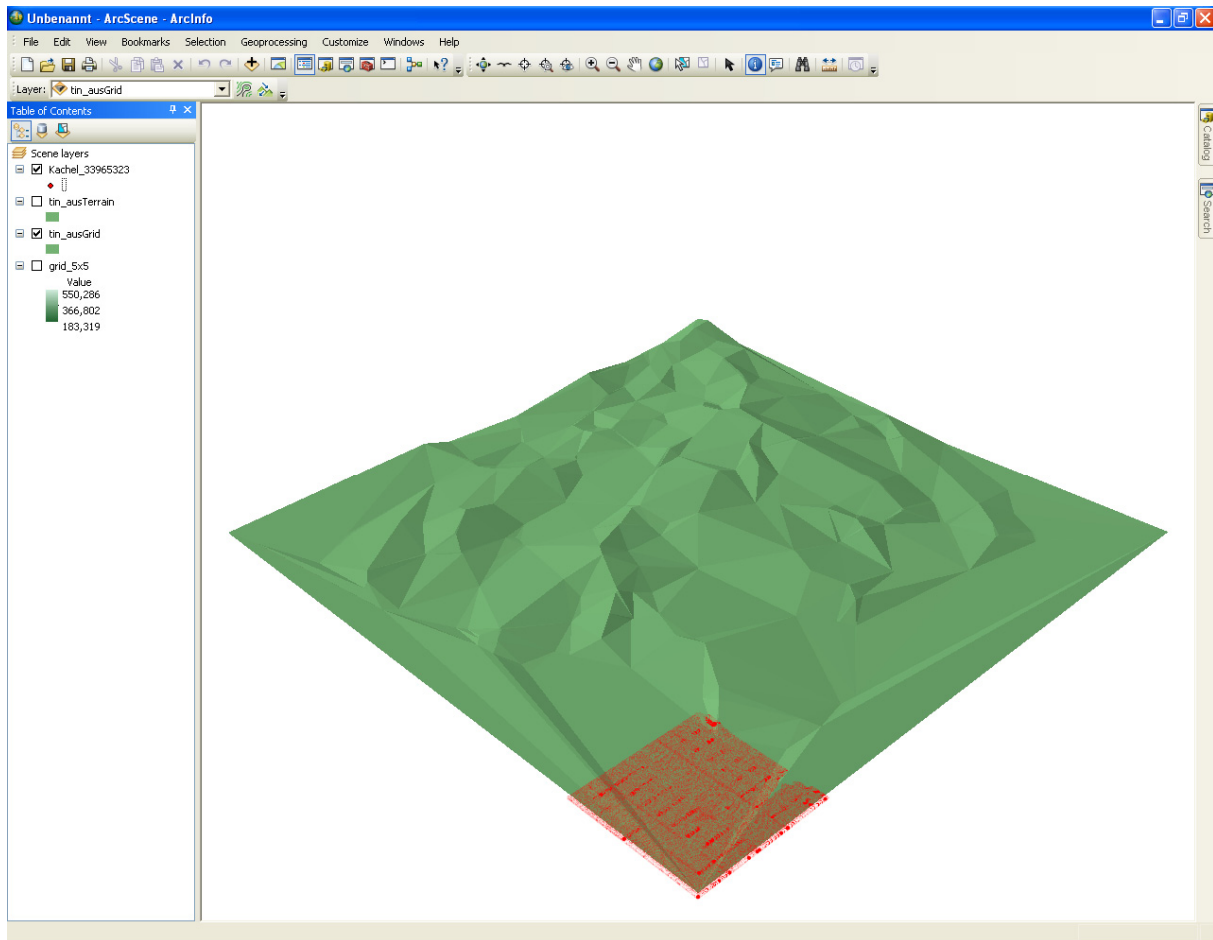 Unbenannt - ArcScene - ArcInfo
File Edit View Bookmarks Selection Geoprocessing Customize Windows Help
Layer: tin_ausGrid
Table of Contents
Scene layers
Kachel_33965323
tin_ausTerrain
tin_ausGrid
grid_5x5
Value
550,286
366,802
183,319
Catalog
Search